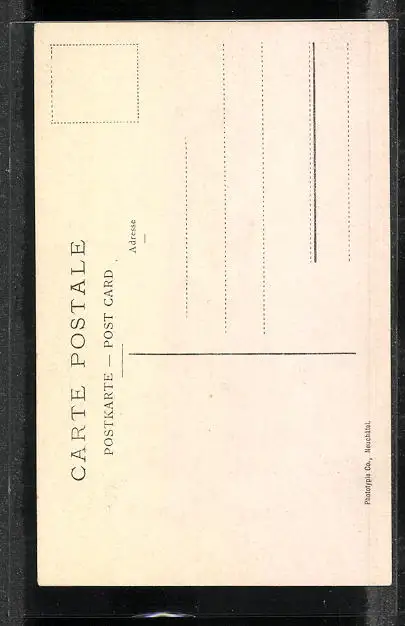 CARTE POSTALE
POSTKARTE — POST CARD
Adresse
Phototypie Co., Neuchâtel.